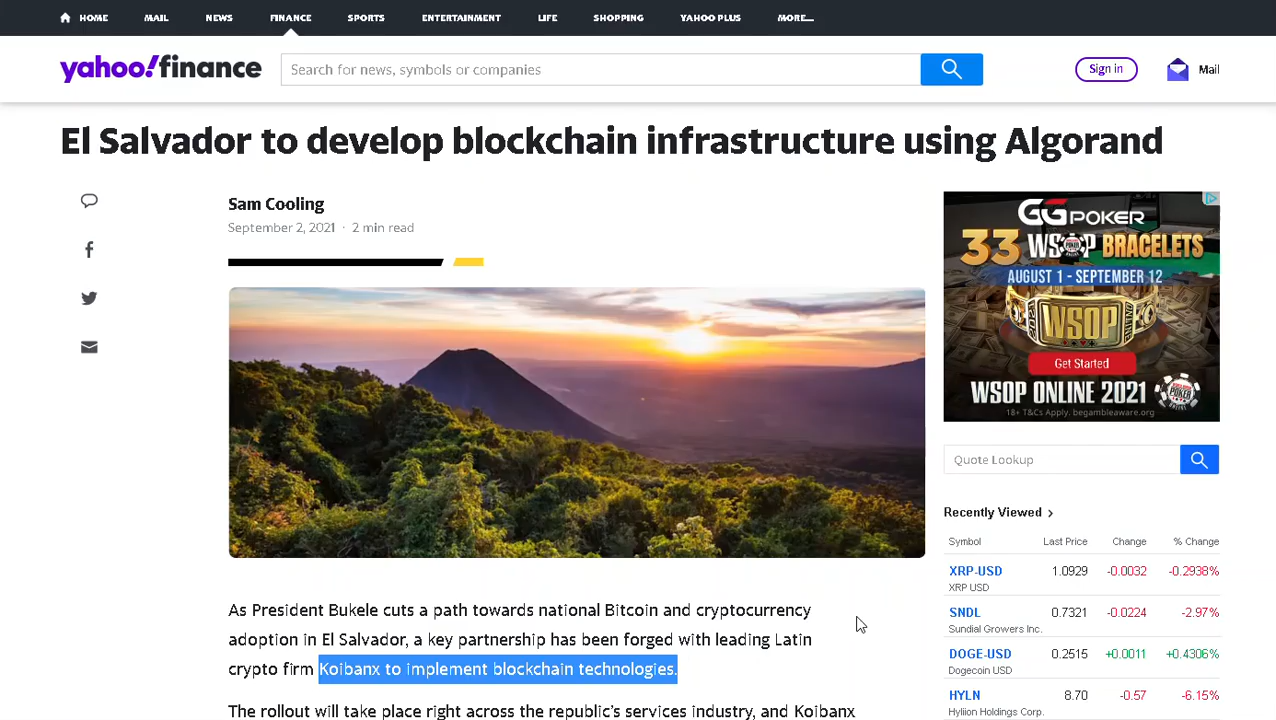 HOME MAIL NEWS FINANCE SPORTS ENTERTAINMENT LIFE SHOPPING YAHOO PLUS MORE...
yahoo!finance
Search for news, symbols or companies
Sign in
Mail
El Salvador to develop blockchain infrastructure using Algorand
Sam Cooling
September 2, 2021 · 2 min read
GGPOKER
33 WSOP BRACELETS
AUGUST 1 - SEPTEMBER 12
WSOP
Get Started
WSOP ONLINE 2021
18+ T&Cs Apply. begambleaware.org
As President Bukele cuts a path towards national Bitcoin and cryptocurrency
adoption in El Salvador, a key partnership has been forged with leading Latin
crypto firm Koibanx to implement blockchain technologies.
The rollout will take place right across the republic's services industry, and Koibanx
Quote Lookup
Recently Viewed >
Symbol Last Price Change % Change
XRP-USD 1.0929 -0.0032 -0.2938%
XRP USD
SNDL 0.7321 -0.0224 -2.97%
Sundial Growers Inc.
DOGE-USD 0.2515 +0.0011 +0.4306%
Dogecoin USD
HYLN 8.70 -0.57 -6.15%
Hyliion Holdings Corp.